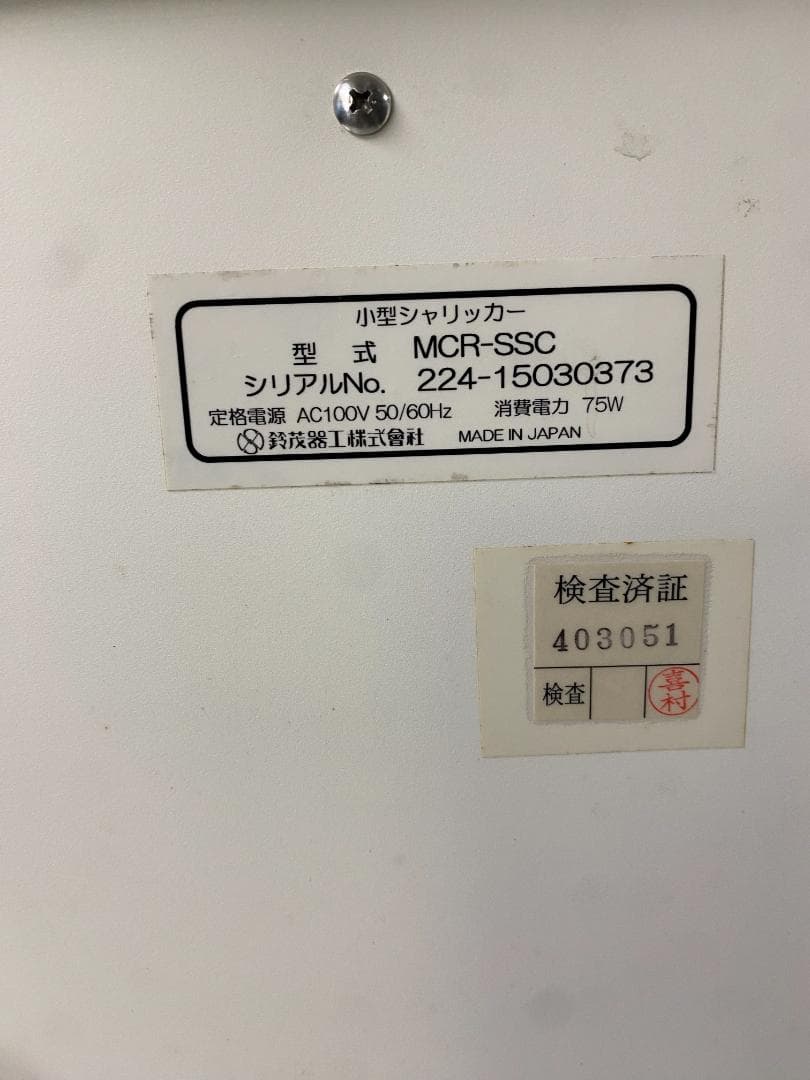 小型シャリッカー
型 式 MCR-SSC
シリアルNo. 224-15030373
定格電源 AC100V 50/60Hz 消費電力 75W
鈴茂器工株式會社 MADE IN JAPAN
検査済証
403051
検査
喜村